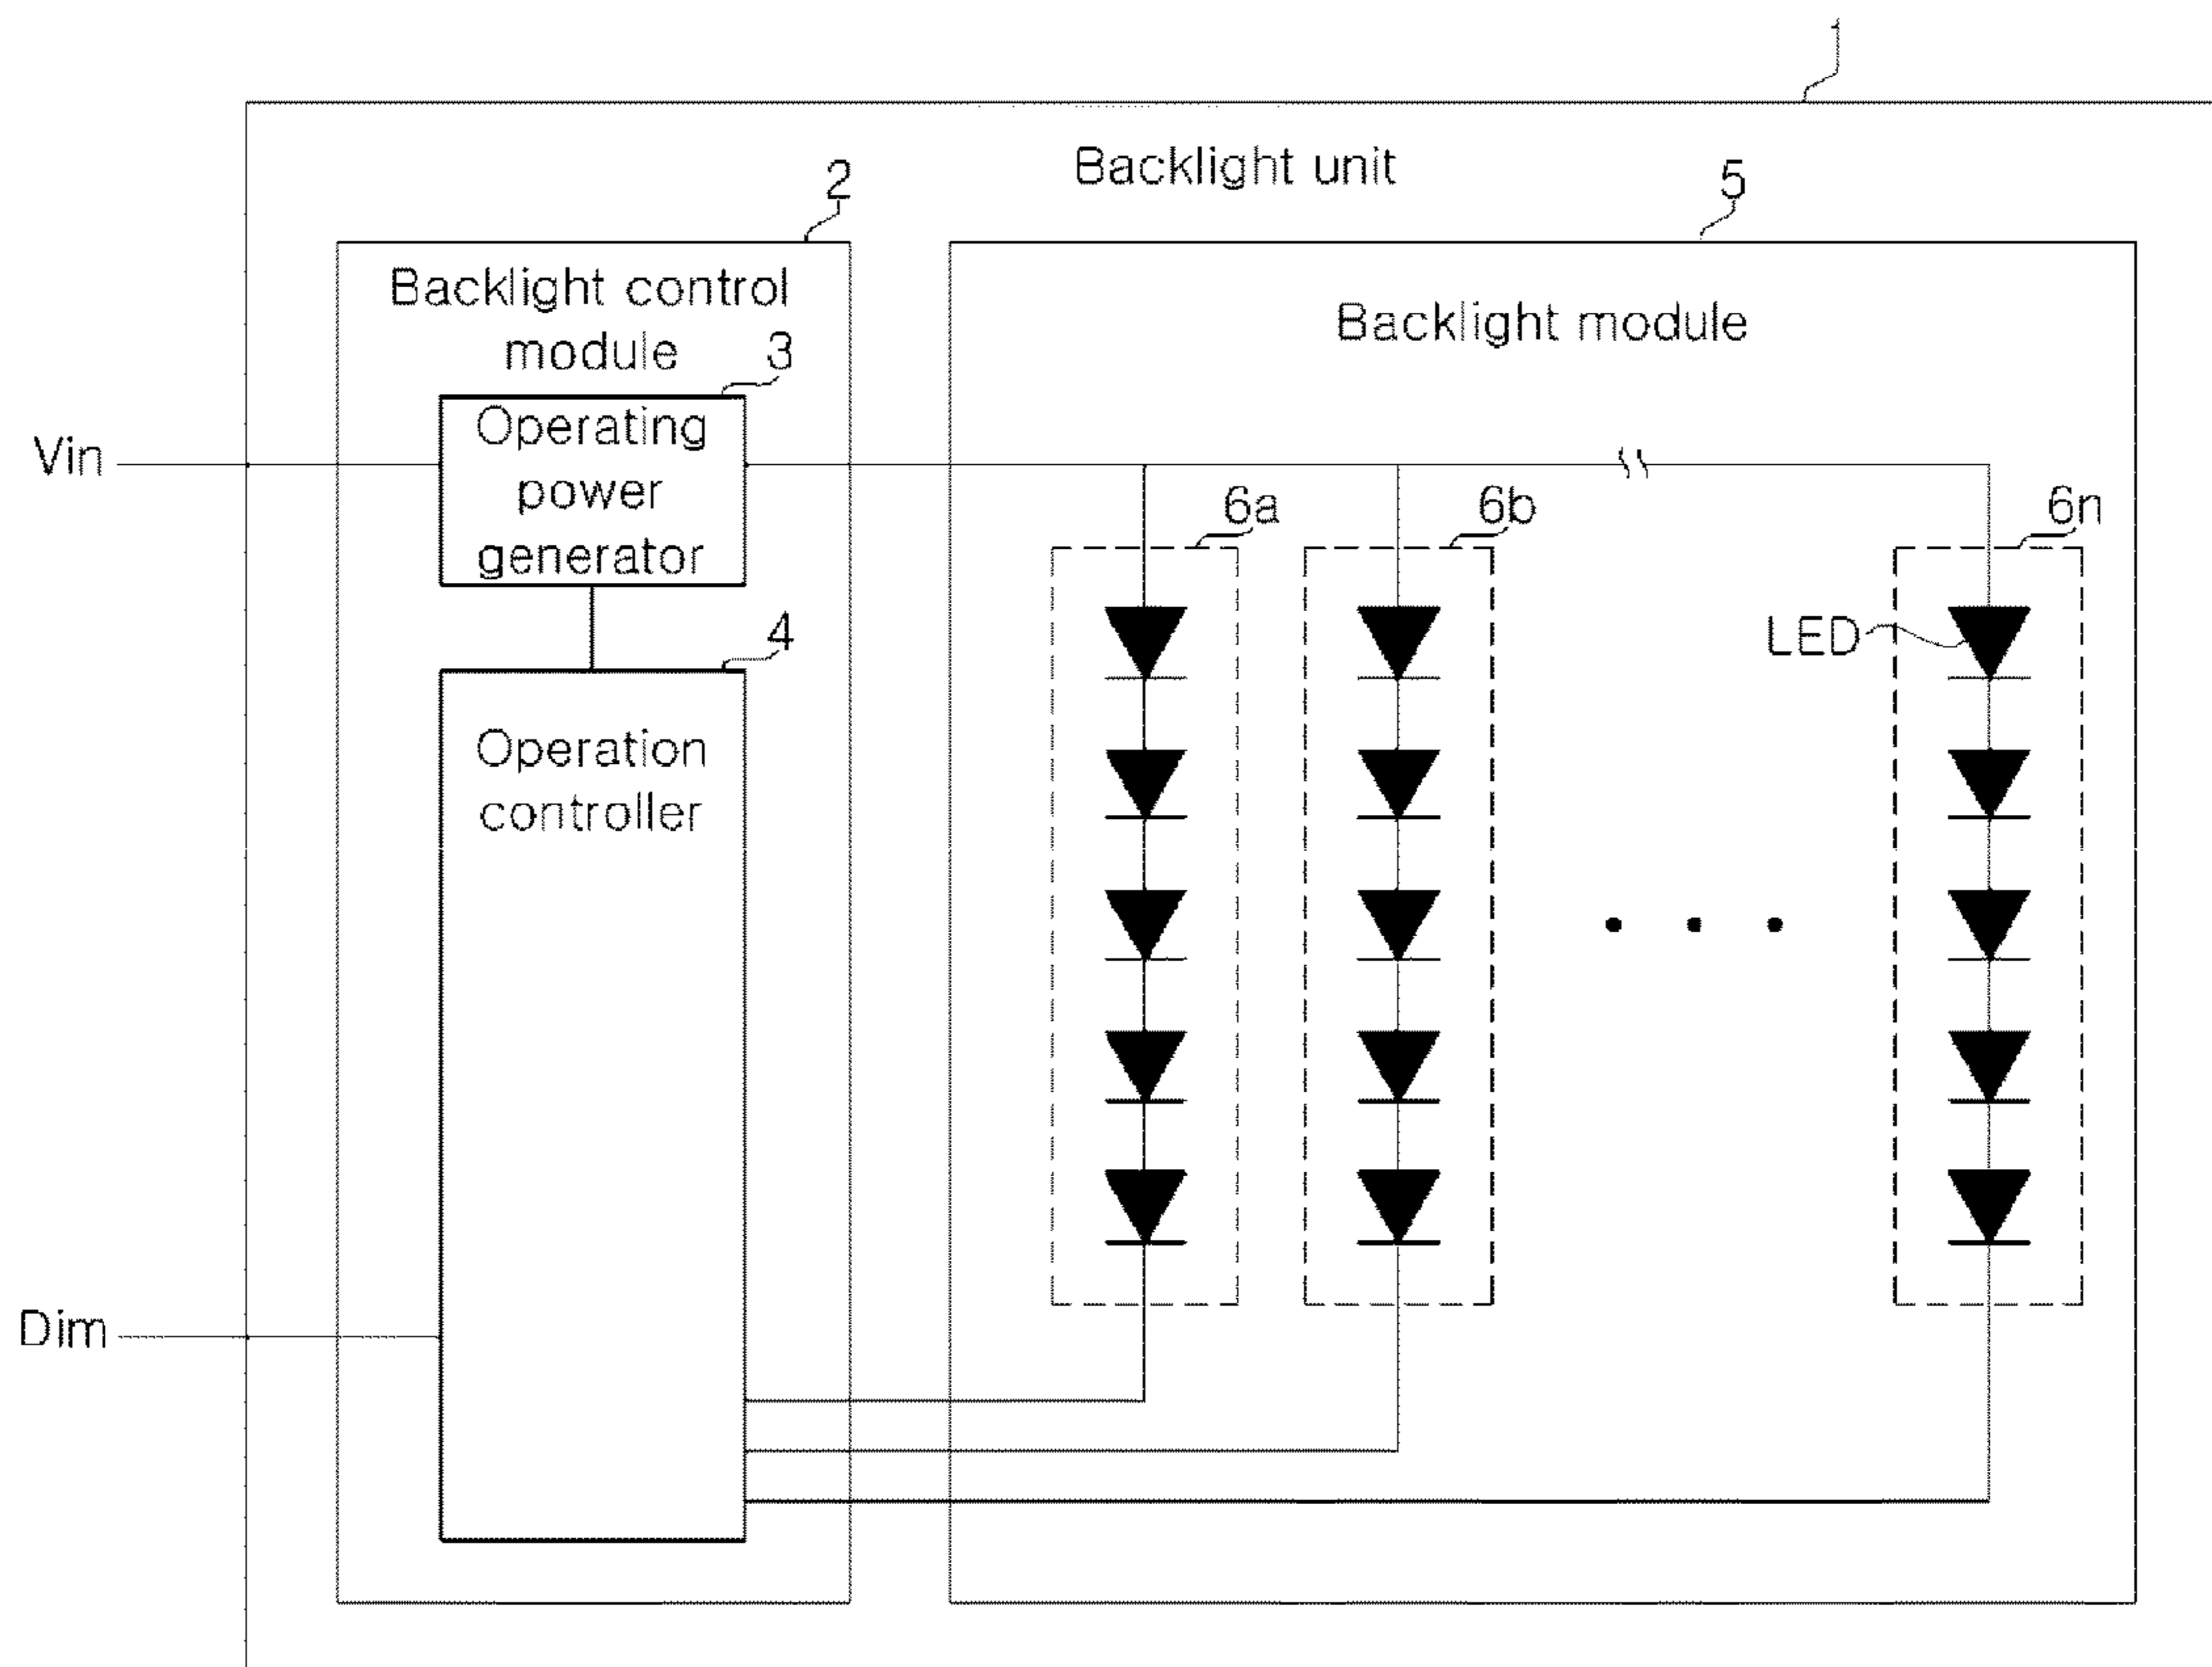 1
Backlight unit
2
5
Backlight control
module
Backlight module
3
Operating
power
generator
Vin
6a
6b
6n
4
LED
Operation
controller
Dim